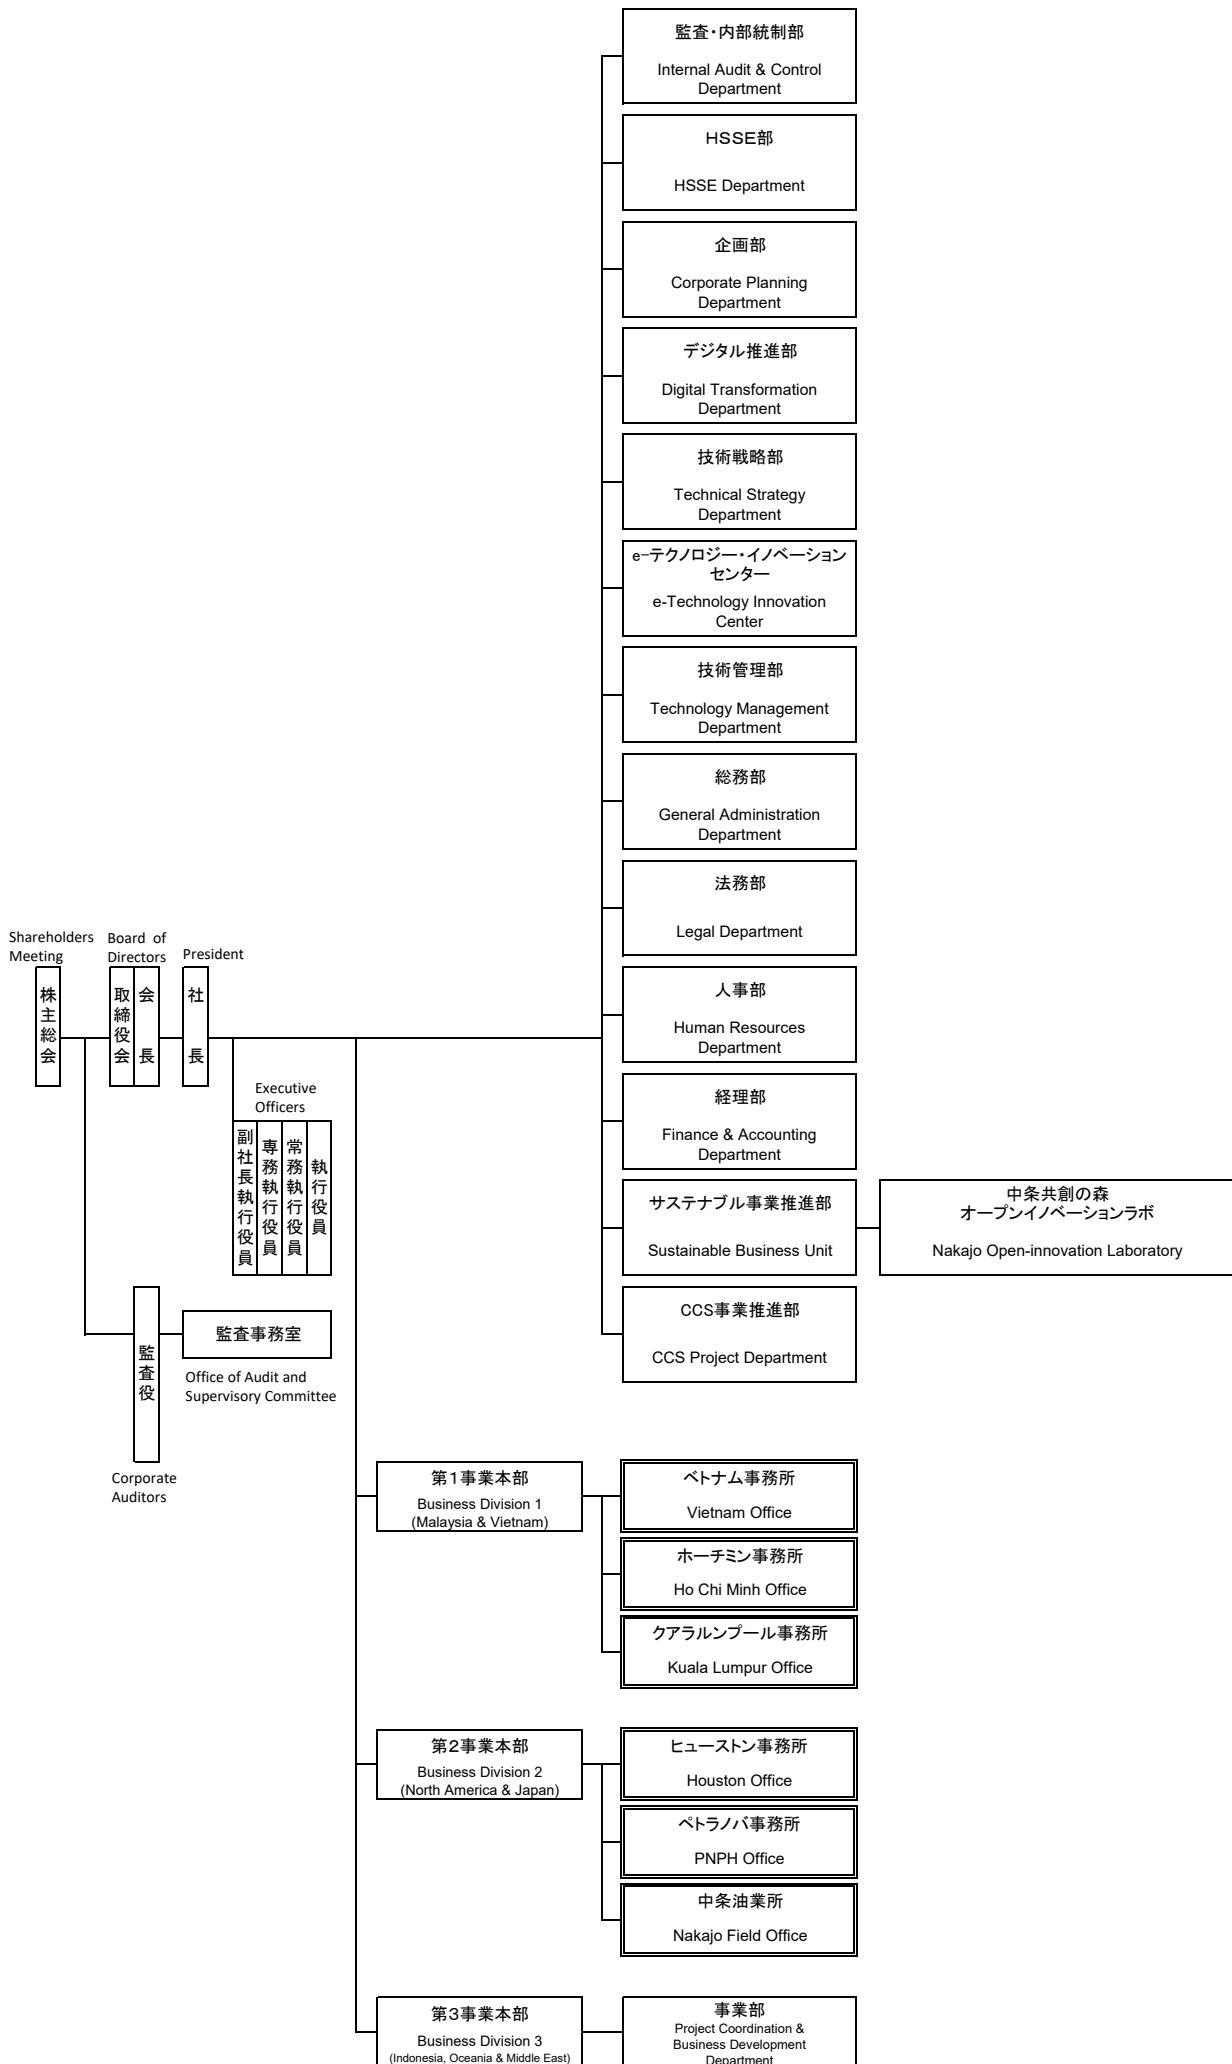 監査・内部統制部
Internal Audit & Control
Department
HSSE部
HSSE Department
企画部
Corporate Planning
Department
デジタル推進部
Digital Transformation
Department
技術戦略部
Technical Strategy
Department
e-テクノロジー・イノベーション
センター
e-Technology Innovation
Center
技術管理部
Technology Management
Department
総務部
General Administration
Department
法務部
Legal Department
Shareholders
Meeting
Board of
Directors
President
株主総会
取締役会
会長
社長
人事部
Human Resources
Department
Executive
Officers
副社長執行役員
専務執行役員
常務執行役員
執行役員
経理部
Finance & Accounting
Department
サステナブル事業推進部
Sustainable Business Unit
中条共創の森
オープンイノベーションラボ
Nakajo Open-innovation Laboratory
CCS事業推進部
CCS Project Department
監査役
Corporate
Auditors
監査事務室
Office of Audit and
Supervisory Committee
第1事業本部
Business Division 1
(Malaysia & Vietnam)
ベトナム事務所
Vietnam Office
ホーチミン事務所
Ho Chi Minh Office
クアラルンプール事務所
Kuala Lumpur Office
第2事業本部
Business Division 2
(North America & Japan)
ヒューストン事務所
Houston Office
ペトラノバ事務所
PNPH Office
中条油業所
Nakajo Field Office
第3事業本部
Business Division 3
(Indonesia, Oceania & Middle East)
事業部
Project Coordination &
Business Development
Department